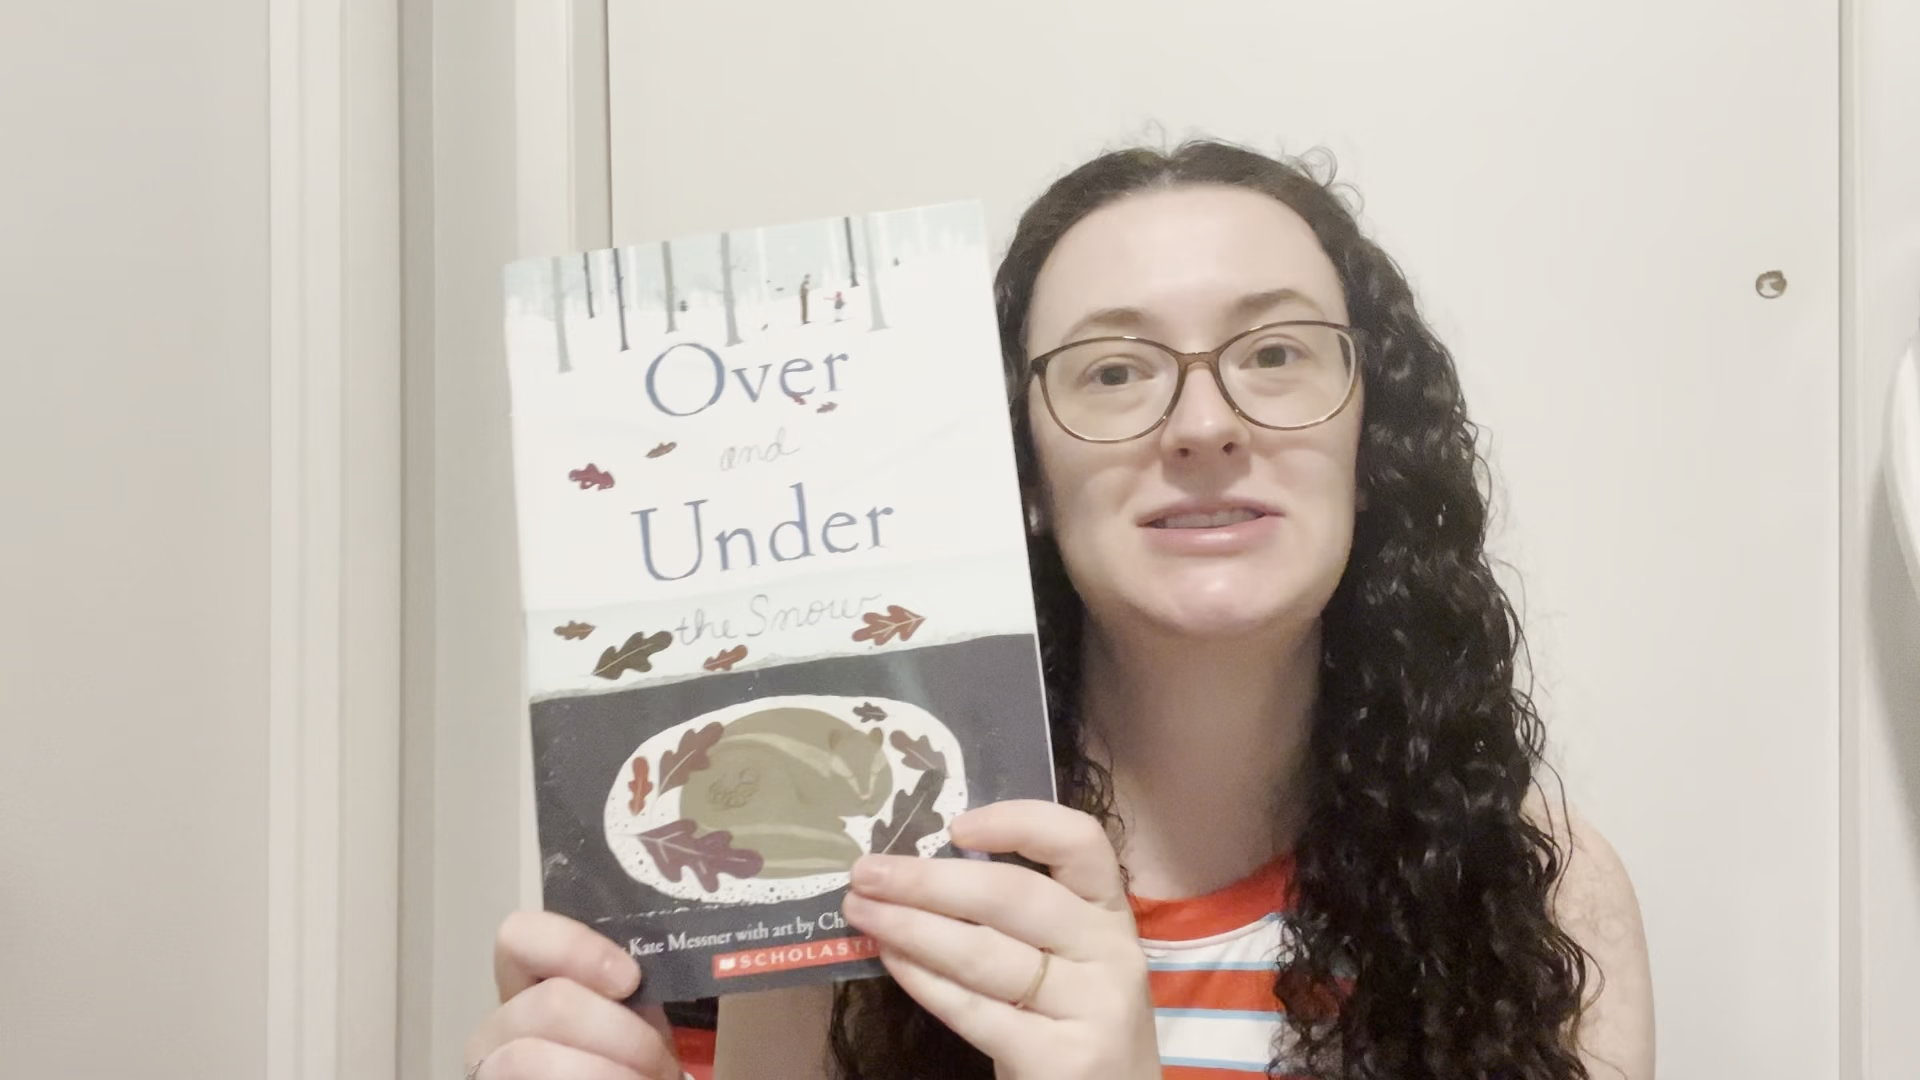 Over
and
Under
the Snow
Kate Messner with art by Ch
SCHOLASTI